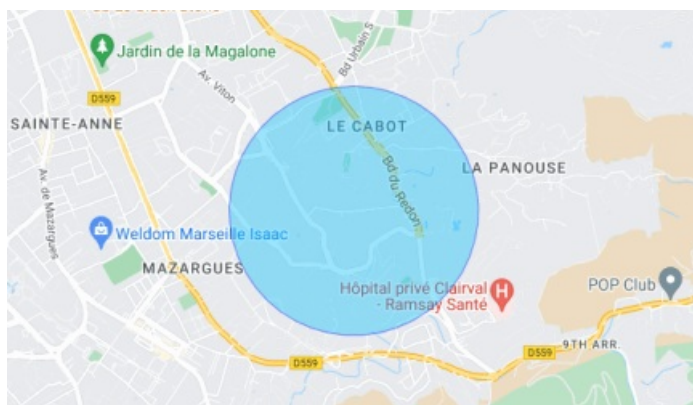 Jardin de la Magalone
Bd Urbain S
Av. Viton
D559
SAINTE-ANNE
LE CABOT
Av. de Mazargues
Bd du Redon
LA PANOUSE
Weldom Marseille Isaac
MAZARGUES
Hôpital privé Clairval
- Ramsay Santé
POP Club
D559
D559
9TH ARR.